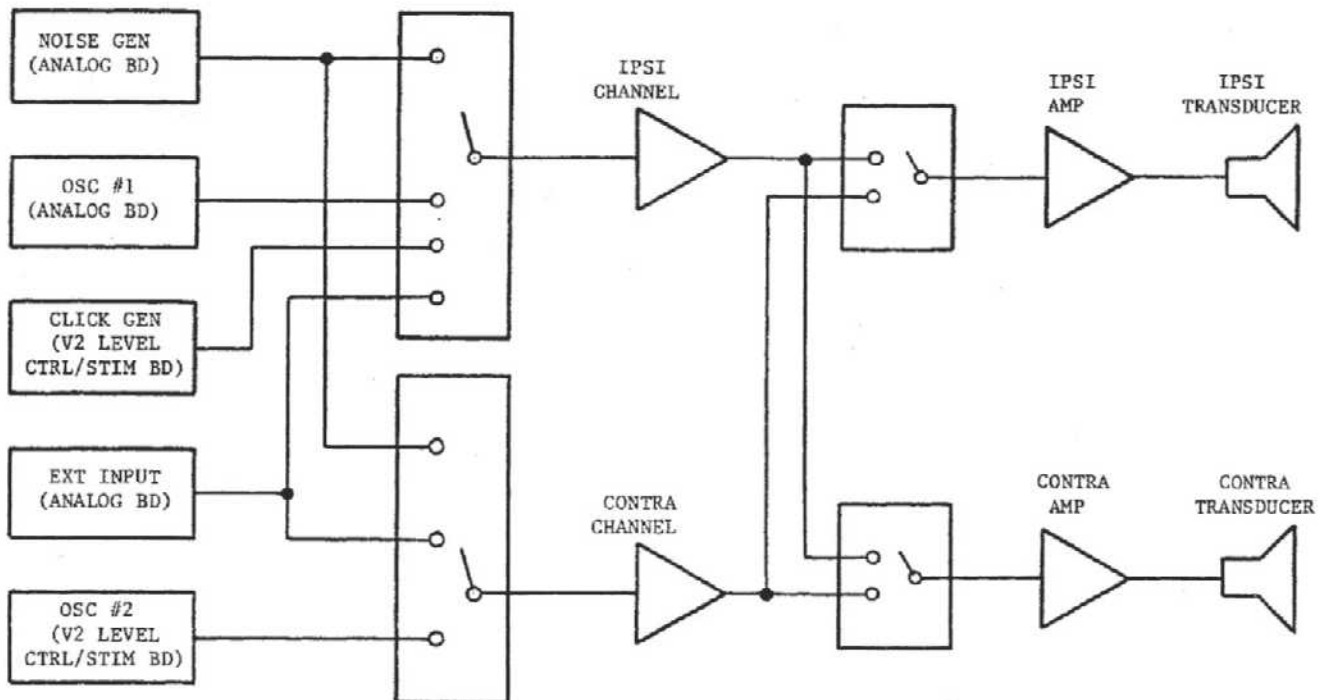 NOISE GEN
(ANALOG BD)
OSC #1
(ANALOG BD)
CLICK GEN
(V2 LEVEL
CTRL/STIM BD)
EXT INPUT
(ANALOG BD)
OSC #2
(V2 LEVEL
CTRL/STIM BD)
IPSI
CHANNEL
IPSI
AMP
IPSI
TRANSDUCER
CONTRA
CHANNEL
CONTRA
AMP
CONTRA
TRANSDUCER